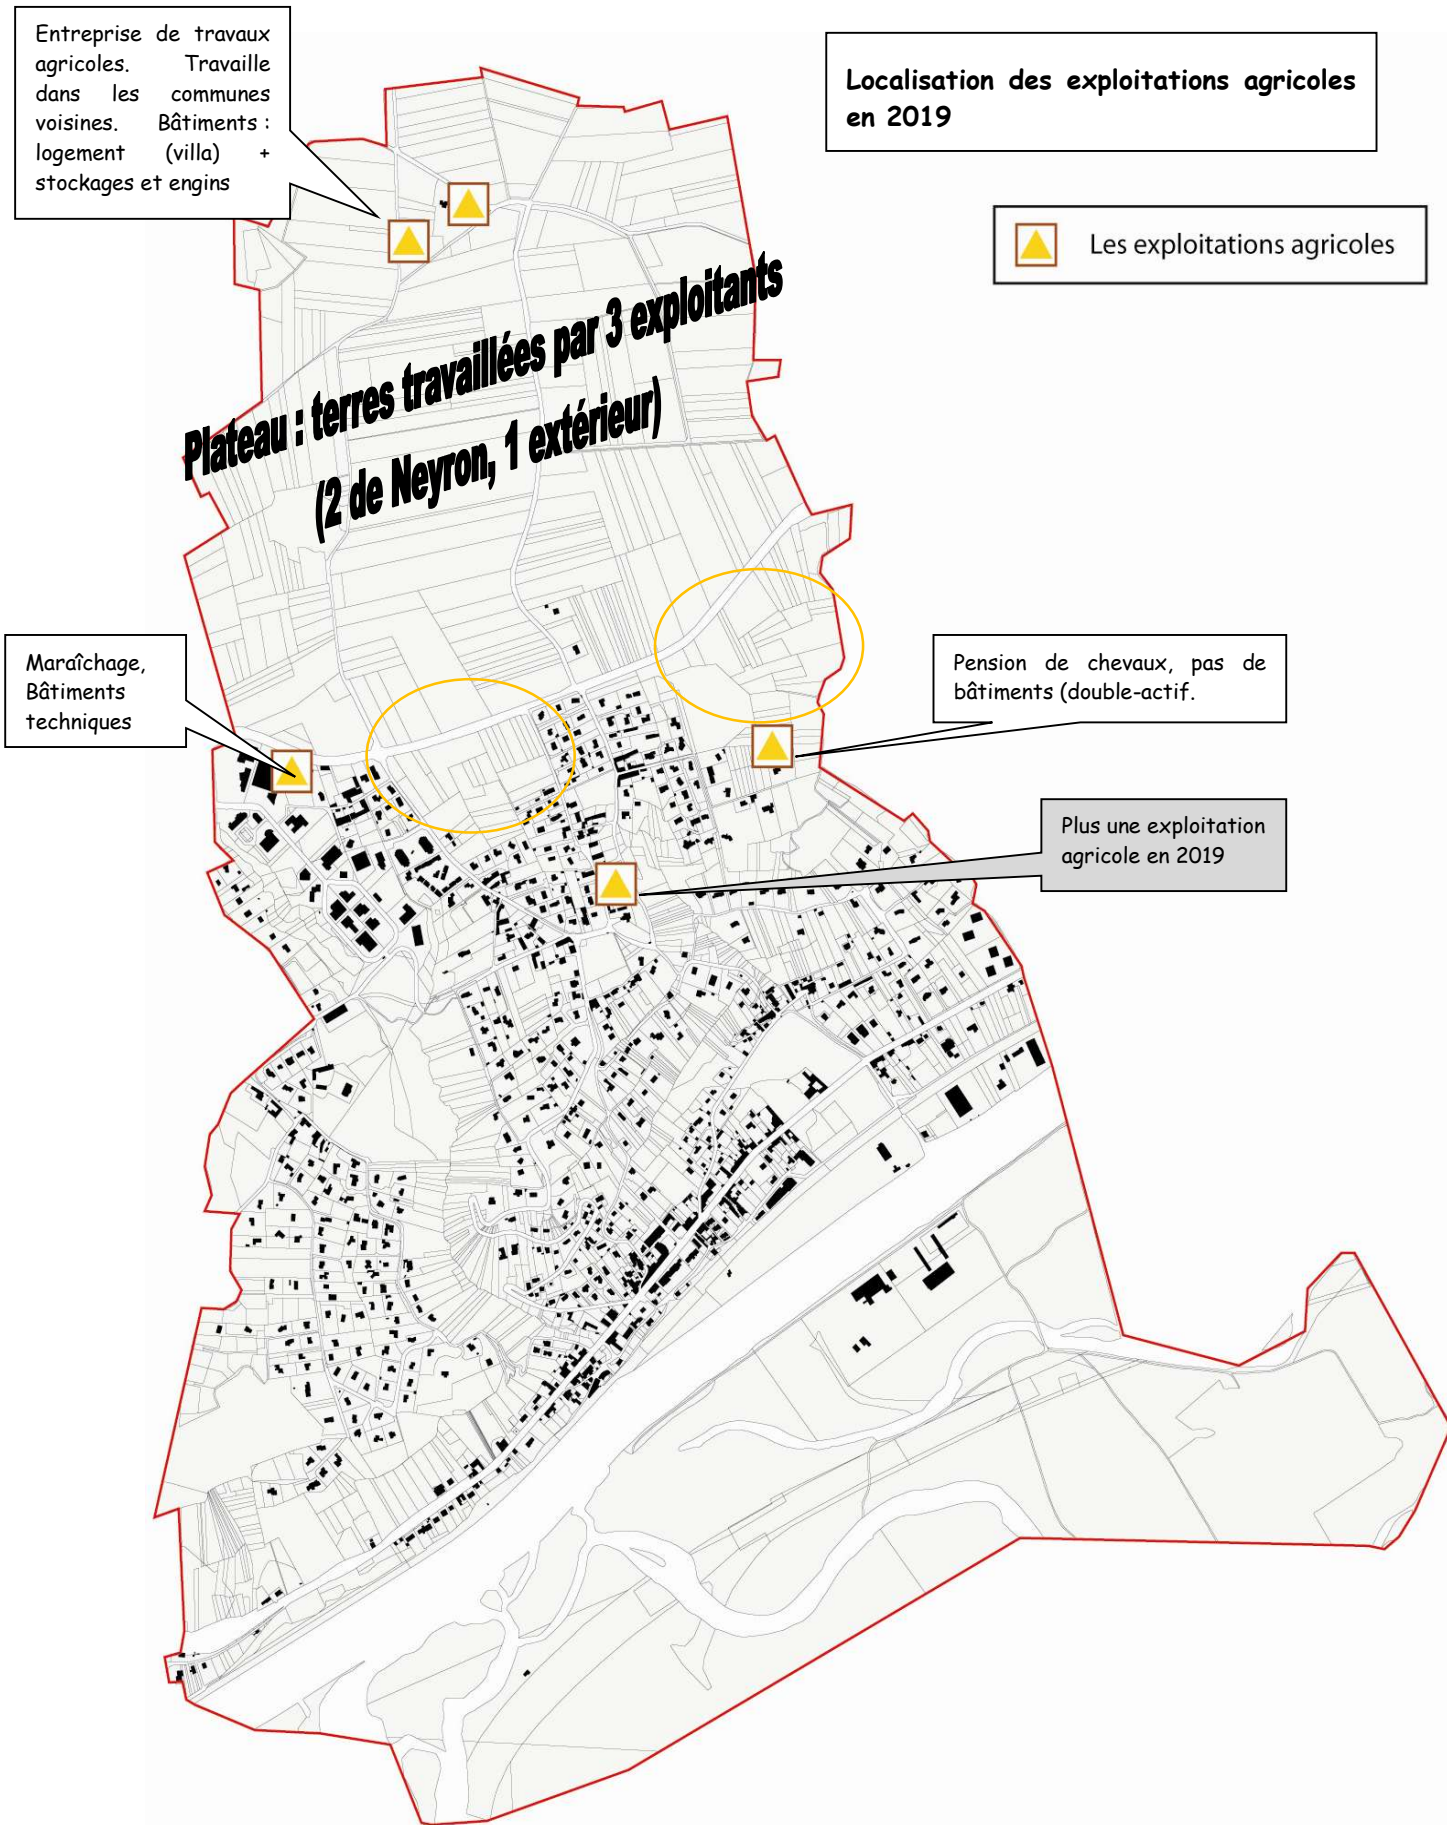 Entreprise de travaux
agricoles. Travaille
dans les communes
voisines. Bâtiments :
logement (villa) +
stockages et engins
Localisation des exploitations agricoles
en 2019
Les exploitations agricoles
Plateau : terres travaillées par 3 exploitants
(2 de Neyron, 1 extérieur)
Maraîchage,
Bâtiments
techniques
Pension de chevaux, pas de
bâtiments (double-actif.
Plus une exploitation
agricole en 2019